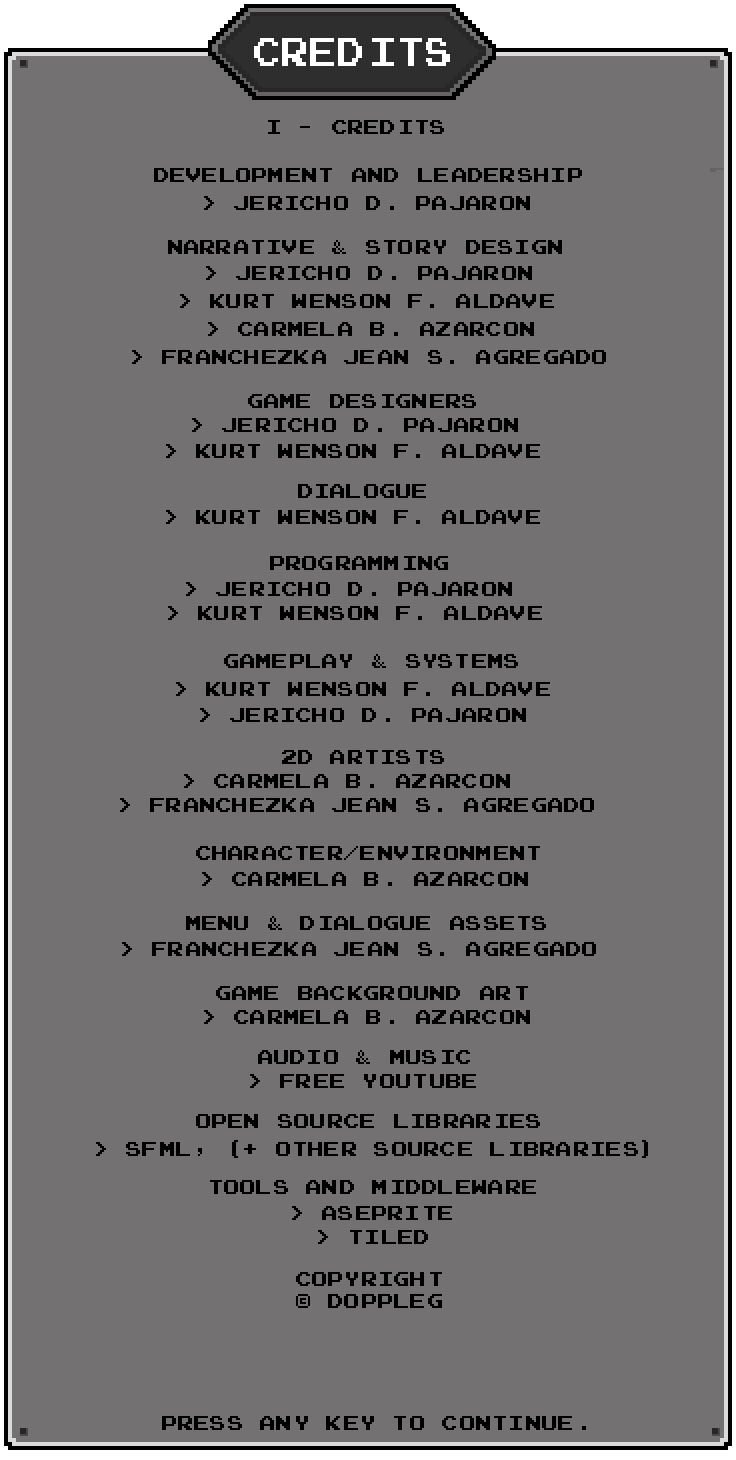 CREDITS
I - CREDITS
DEVELOPMENT AND LEADERSHIP
> JERICHO D. PAJARON
NARRATIVE & STORY DESIGN
> JERICHO D. PAJARON
> KURT WENSON F. ALDAVE
> CARMELA B. AZARCON
> FRANCHEZKA JEAN S. AGREGADO
GAME DESIGNERS
> JERICHO D. PAJARON
> KURT WENSON F. ALDAVE
DIALOGUE
> KURT WENSON F. ALDAVE
PROGRAMMING
> JERICHO D. PAJARON
> KURT WENSON F. ALDAVE
GAMEPLAY & SYSTEMS
> KURT WENSON F. ALDAVE
> JERICHO D. PAJARON
2D ARTISTS
> CARMELA B. AZARCON
> FRANCHEZKA JEAN S. AGREGADO
CHARACTER/ENVIRONMENT
> CARMELA B. AZARCON
MENU & DIALOGUE ASSETS
> FRANCHEZKA JEAN S. AGREGADO
GAME BACKGROUND ART
> CARMELA B. AZARCON
AUDIO & MUSIC
> FREE YOUTUBE
OPEN SOURCE LIBRARIES
> SFML, (+ OTHER SOURCE LIBRARIES)
TOOLS AND MIDDLEWARE
> ASEPRITE
> TILED
COPYRIGHT
© DOPPLEG
PRESS ANY KEY TO CONTINUE.